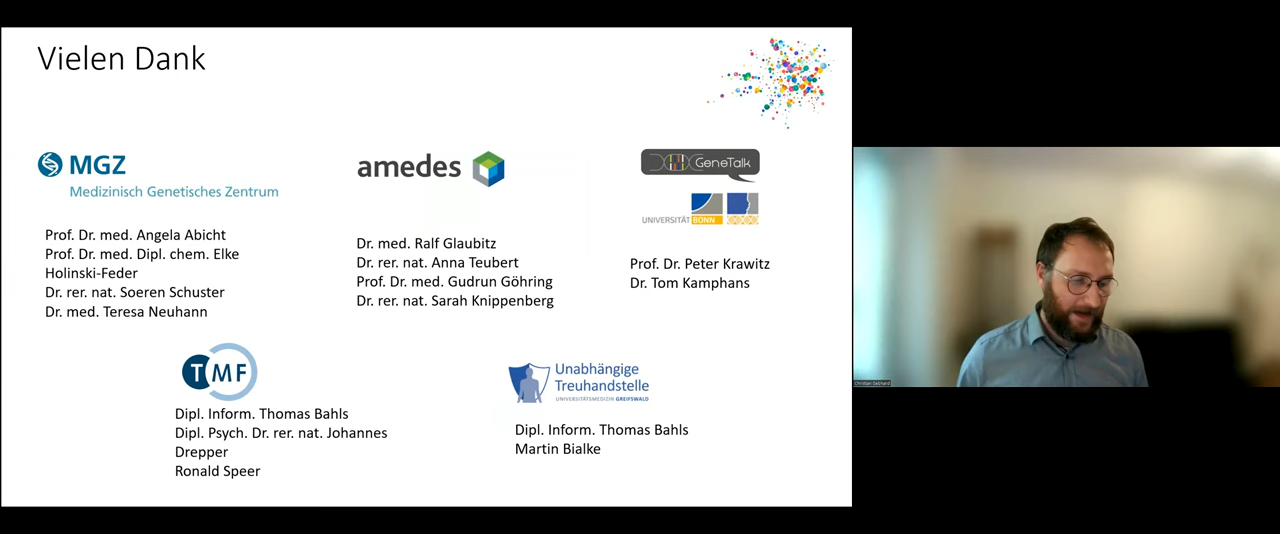 Vielen Dank
MGZ
Medizinisch Genetisches Zentrum
Prof. Dr. med. Angela Abicht
Prof. Dr. med. Dipl. chem. Elke
Holinski-Feder
Dr. rer. nat. Soeren Schuster
Dr. med. Teresa Neuhann
amedes
Dr. med. Ralf Glaubitz
Dr. rer. nat. Anna Teubert
Prof. Dr. med. Gudrun Göhring
Dr. rer. nat. Sarah Knippenberg
GeneTalk
UNIVERSITÄT BONN
Prof. Dr. Peter Krawitz
Dr. Tom Kamphans
TMF
Dipl. Inform. Thomas Bahls
Dipl. Psych. Dr. rer. nat. Johannes
Drepper
Ronald Speer
Unabhängige
Treuhandstelle
UNIVERSITÄTSMEDIZIN GREIFSWALD
Dipl. Inform. Thomas Bahls
Martin Bialke
Christian Gebhard